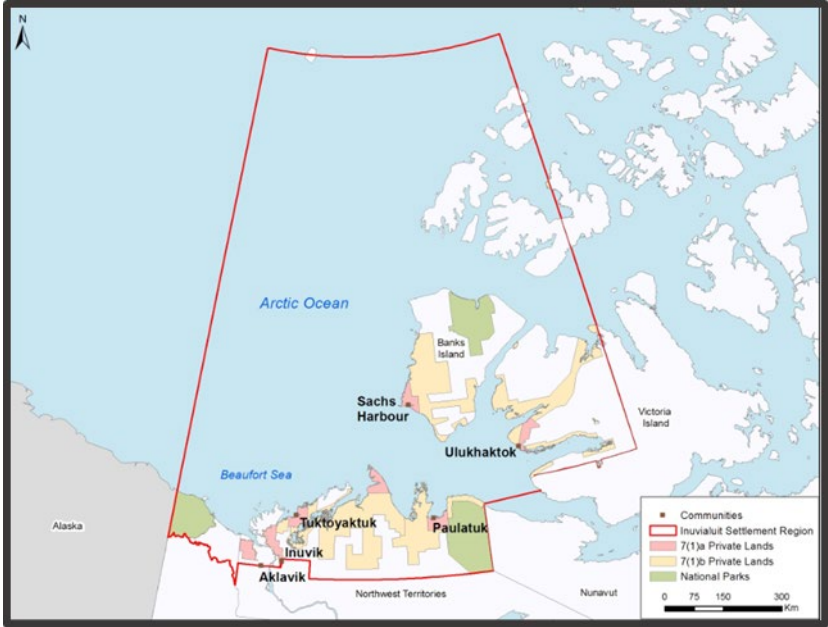 N
Arctic Ocean
Banks
Island
Sachs
Harbour
Victoria
Island
Ulukhaktok
Beaufort Sea
Alaska
Tuktoyaktuk
Paulatuk
Inuvik
Aklavik
Northwest Territories
Nunavut
Communities
Inuvialuit Settlement Region
7(1)a Private Lands
7(1)b Private Lands
National Parks
0 75 150 300
Km